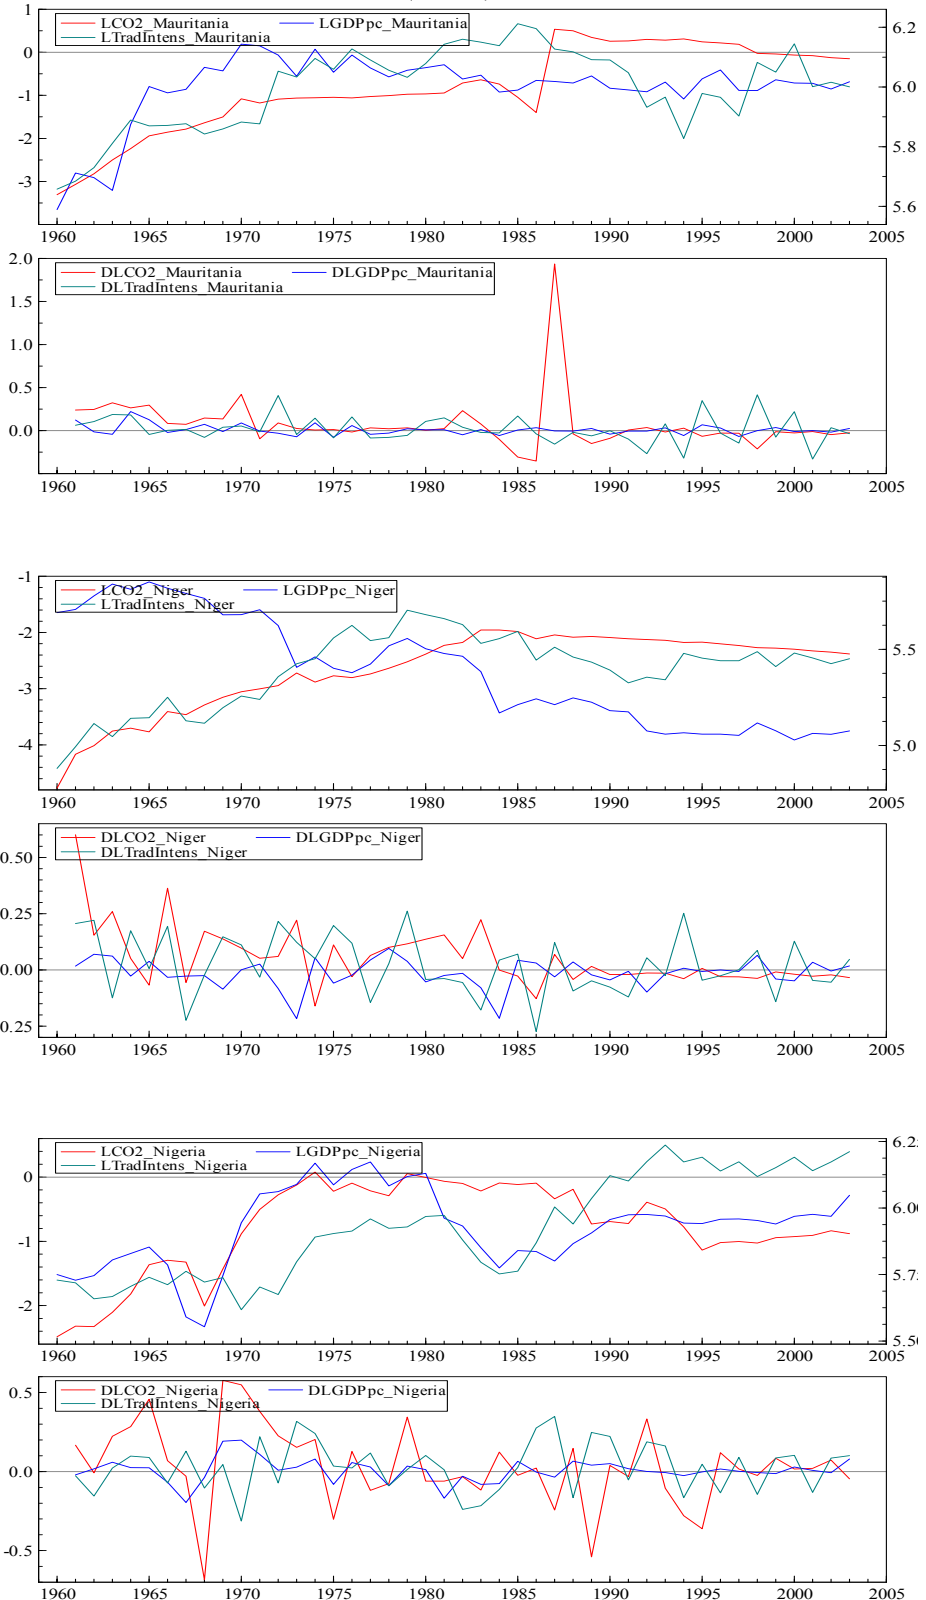 1
LCO2_Mauritania LGDPpc_Mauritania
LTradIntens_Mauritania
6.2
0
6.0
-1
-2
5.8
-3
5.6
1960 1965 1970 1975 1980 1985 1990 1995 2000 2005
2.0
DLCO2_Mauritania DLGDPpc_Mauritania
DLTradIntens_Mauritania
1.5
1.0
0.5
0.0
1960 1965 1970 1975 1980 1985 1990 1995 2000 2005
-1
LCO2_Niger LGDPpc_Niger
LTradIntens_Niger
-2
5.5
-3
-4
5.0
1960 1965 1970 1975 1980 1985 1990 1995 2000 2005
DLCO2_Niger DLGDPpc_Niger
DLTradIntens_Niger
0.50
0.25
0.00
0.25
1960 1965 1970 1975 1980 1985 1990 1995 2000 2005
LCO2_Nigeria LGDPpc_Nigeria
LTradIntens_Nigeria
0
6.00
-1
-2
5.50
1960 1965 1970 1975 1980 1985 1990 1995 2000 2005
DLCO2_Nigeria DLGDPpc_Nigeria
DLTradIntens_Nigeria
0.5
0.0
-0.5
1960 1965 1970 1975 1980 1985 1990 1995 2000 2005